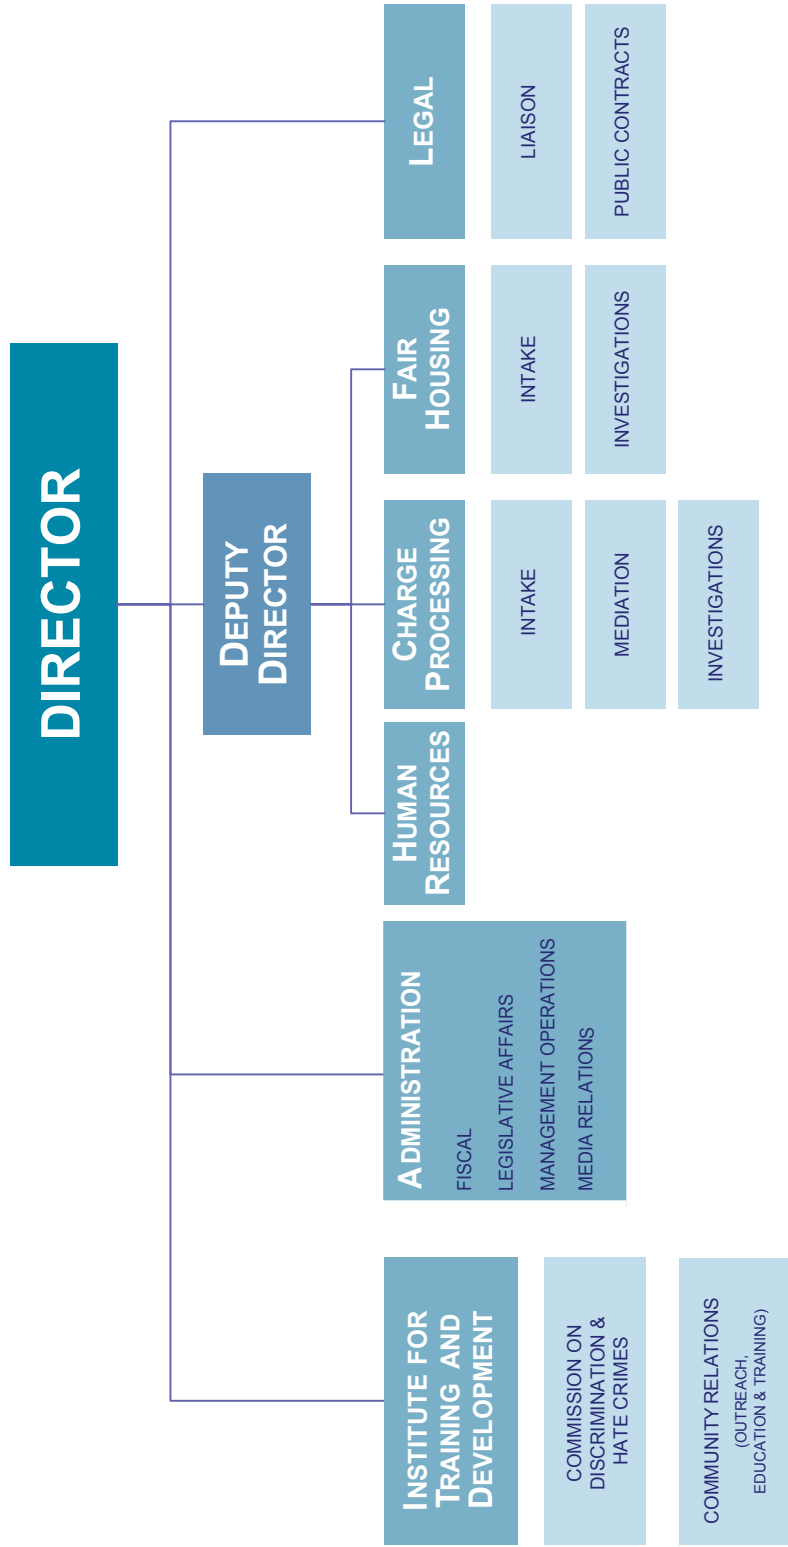 DIRECTOR
DEPUTY
DIRECTOR
INSTITUTE FOR
TRAINING AND
DEVELOPMENT
COMMISSION ON
DISCRIMINATION &
HATE CRIMES
COMMUNITY RELATIONS
(OUTREACH,
EDUCATION & TRAINING)
ADMINISTRATION
FISCAL
LEGISLATIVE AFFAIRS
MANAGEMENT OPERATIONS
MEDIA RELATIONS
HUMAN
RESOURCES
CHARGE
PROCESSING
INTAKE
MEDIATION
INVESTIGATIONS
FAIR
HOUSING
INTAKE
INVESTIGATIONS
LEGAL
LIAISON
PUBLIC CONTRACTS